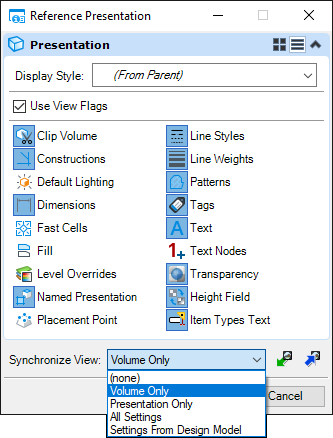 Reference Presentation
Presentation
Display Style: (From Parent)
Use View Flags
Clip Volume Line Styles
Constructions Line Weights
Default Lighting Patterns
Dimensions Tags
Fast Cells Text
Fill Text Nodes
Level Overrides Transparency
Named Presentation Height Field
Placement Point Item Types Text
Synchronize View: Volume Only
(none)
Volume Only
Presentation Only
All Settings
Settings From Design Model
Cancel